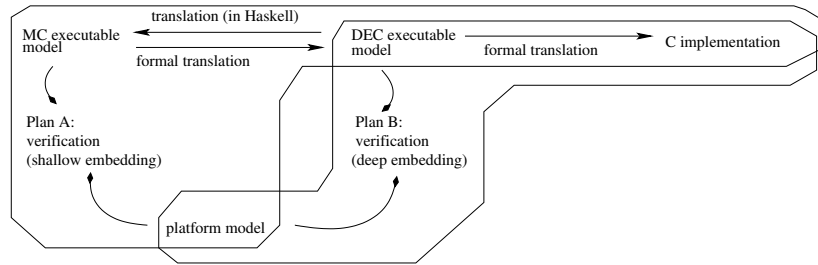 translation (in Haskell)
MC executable
model
formal translation
DEC executable
model
formal translation
C implementation
Plan A:
verification
(shallow embedding)
Plan B:
verification
(deep embedding)
platform model